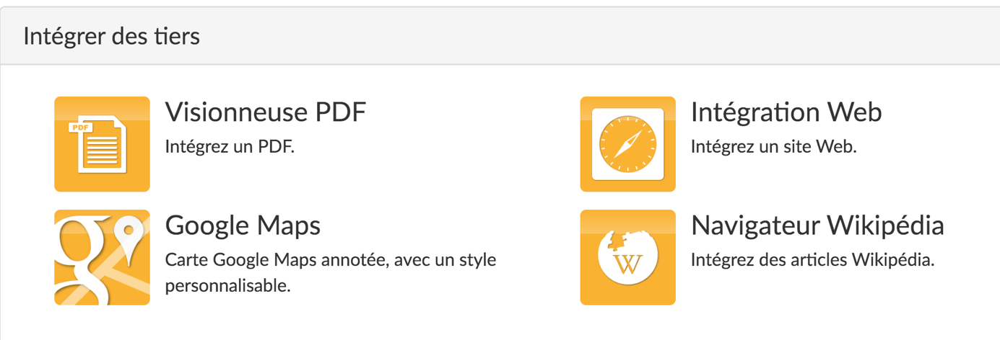 Intégrer des tiers
PDF
Visionneuse PDF
Intégrez un PDF.
Intégration Web
Intégrez un site Web.
g
Google Maps
Carte Google Maps annotée, avec un style
personnalisable.
W
Navigateur Wikipédia
Intégrez des articles Wikipédia.